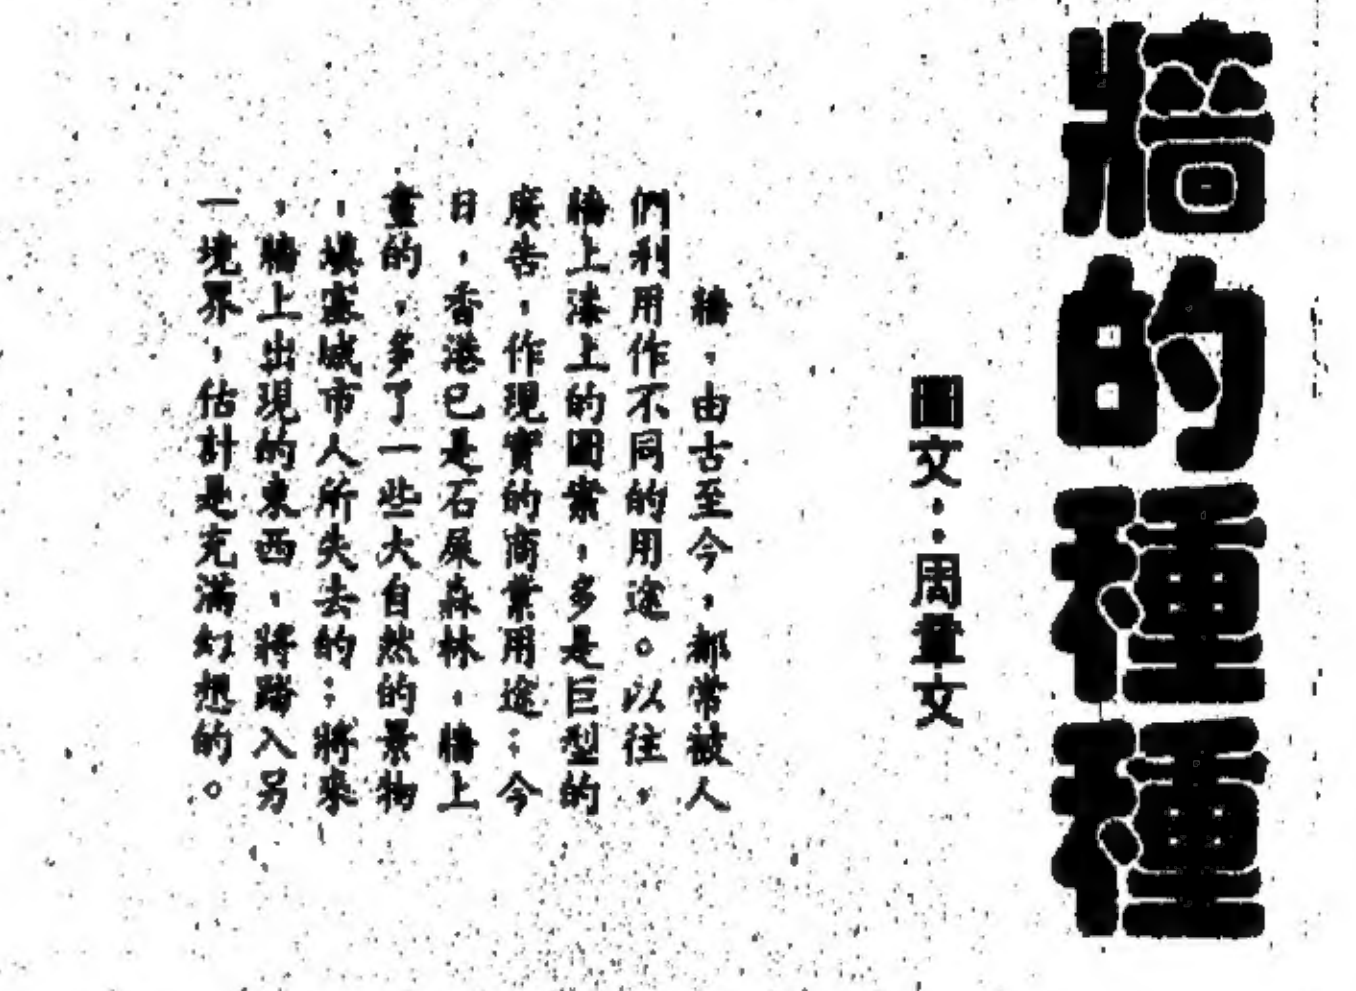 牆的種種
圖文：周章文
牆，由古至今，都常被人
們利用作不同的用途。以往，
牆上漆上的圖案，多是巨型的
廣告，作現實的商業用途；今
日，香港已是石屎森林，牆上
畫的，多了一些大自然的景物
，填塞城市人所失去的；將來
，牆上出現的東西，將踏入另
一境界，估計是充滿幻想的。